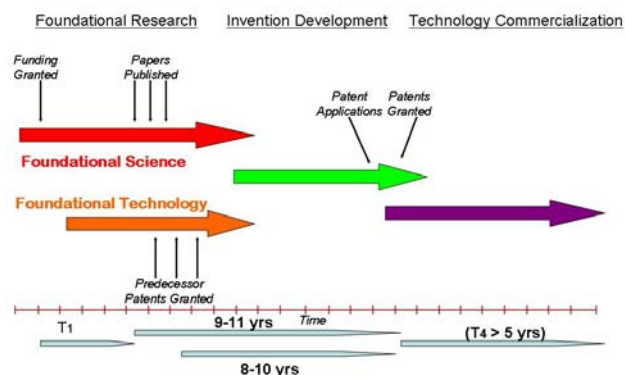 Foundational Research
Invention Development
Technology Commercialization
Funding
Granted
Papers
Published
Patent
Applications
Patents
Granted
Foundational Science
Foundational Technology
Predecessor
Patents Granted
T1
9-11 yrs
Time
(T4 > 5 yrs)
8-10 yrs